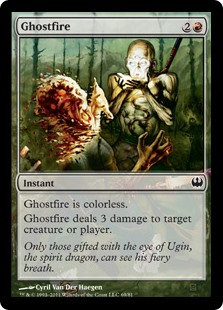 Ghostfire 2
Instant
Ghostfire is colorless.
Ghostfire deals 3 damage to target
creature or player.
Only those gifted with the eye of Ugin,
the spirit dragon, can see his fiery
breath.
Cyril Van Der Haegen
™ & © 1993–2013 Wizards of the Coast LLC 69/81